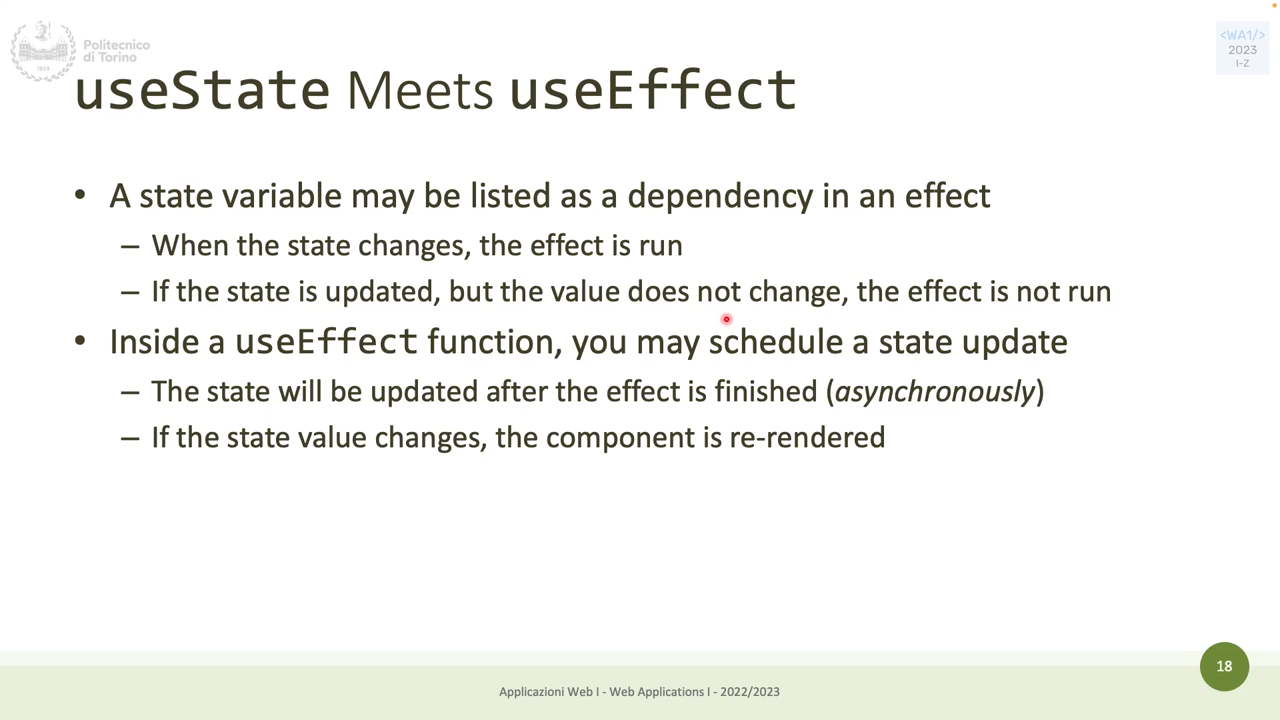 Politecnico
di Torino
1859
<WA1/>
2023
I-Z
useState Meets useEffect
• A state variable may be listed as a dependency in an effect
– When the state changes, the effect is run
– If the state is updated, but the value does not change, the effect is not run
• Inside a useEffect function, you may schedule a state update
– The state will be updated after the effect is finished (asynchronously)
– If the state value changes, the component is re-rendered
18
Applicazioni Web I - Web Applications I - 2022/2023